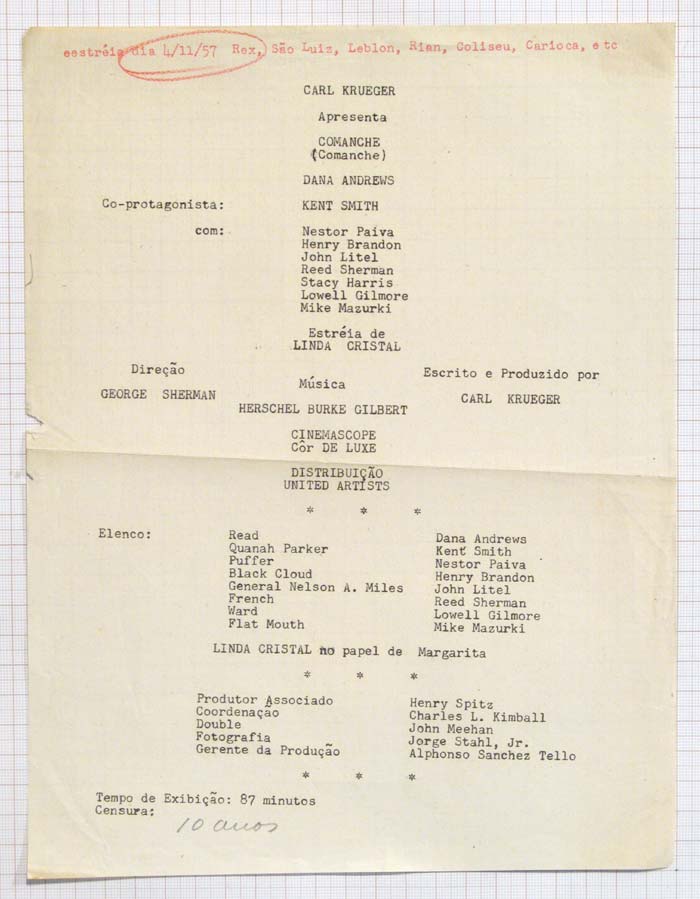 eestréia dia 4/11/57 Rex, São Luiz, Leblon, Rian, Coliseu, Carioca, etc
CARL KRUEGER
Apresenta
COMANCHE
(Comanche)
DANA ANDREWS
Co-protagonista: KENT SMITH
com: Nestor Paiva
Henry Brandon
John Litel
Reed Sherman
Stacy Harris
Lowell Gilmore
Mike Mazurki
Estréia de
LINDA CRISTAL
Direção
GEORGE SHERMAN
Música
HERSCHEL BURKE GILBERT
Escrito e Produzido por
CARL KRUEGER
CINEMASCOPE
Côr DE LUXE
DISTRIBUIÇÃO
UNITED ARTISTS
* * *
Elenco: Read Dana Andrews
Quanah Parker Kent Smith
Puffer Nestor Paiva
Black Cloud Henry Brandon
General Nelson A. Miles John Litel
French Reed Sherman
Ward Lowell Gilmore
Flat Mouth Mike Mazurki
LINDA CRISTAL no papel de Margarita
* * *
Produtor Associado Henry Spitz
Coordenação Charles L. Kimball
Double John Meehan
Fotografia Jorge Stahl, Jr.
Gerente da Produção Alphonso Sanchez Tello
* * *
Tempo de Exibição: 87 minutos
Censura:
10 anos